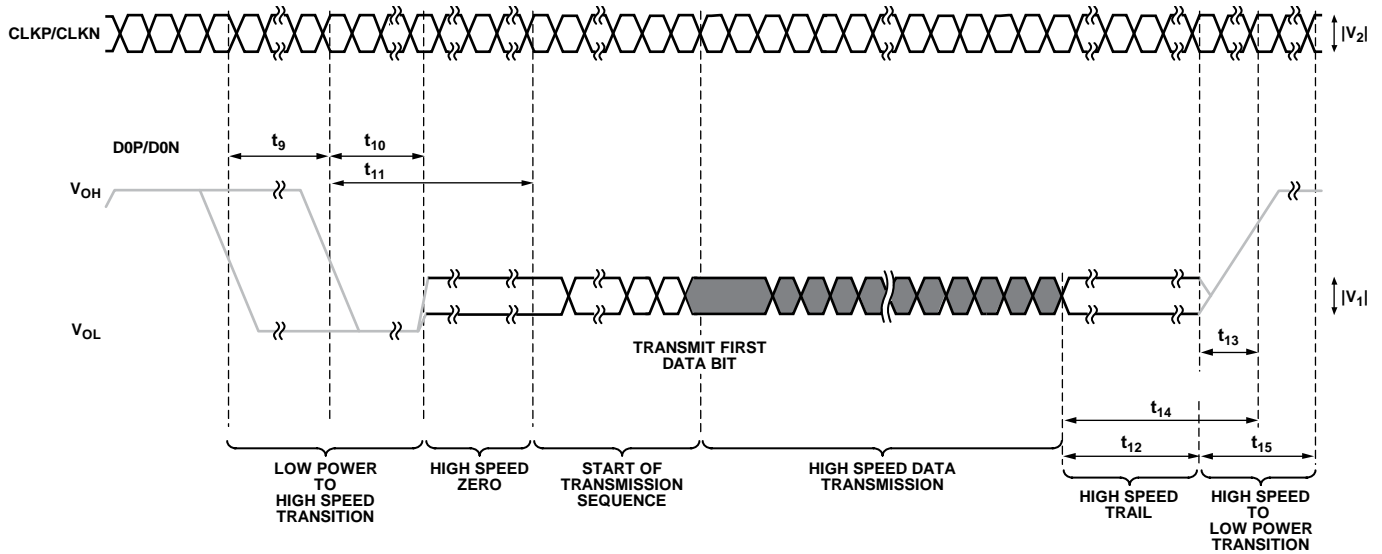 CLKP/CLKN
|V2|
D0P/D0N
t9
t10
t11
VOH
VOL
|V1|
TRANSMIT FIRST
DATA BIT
t13
t14
t12
t15
LOW POWER
TO
HIGH SPEED
TRANSITION
HIGH SPEED
ZERO
START OF
TRANSMISSION
SEQUENCE
HIGH SPEED DATA
TRANSMISSION
HIGH SPEED
TRAIL
HIGH SPEED
TO
LOW POWER
TRANSITION